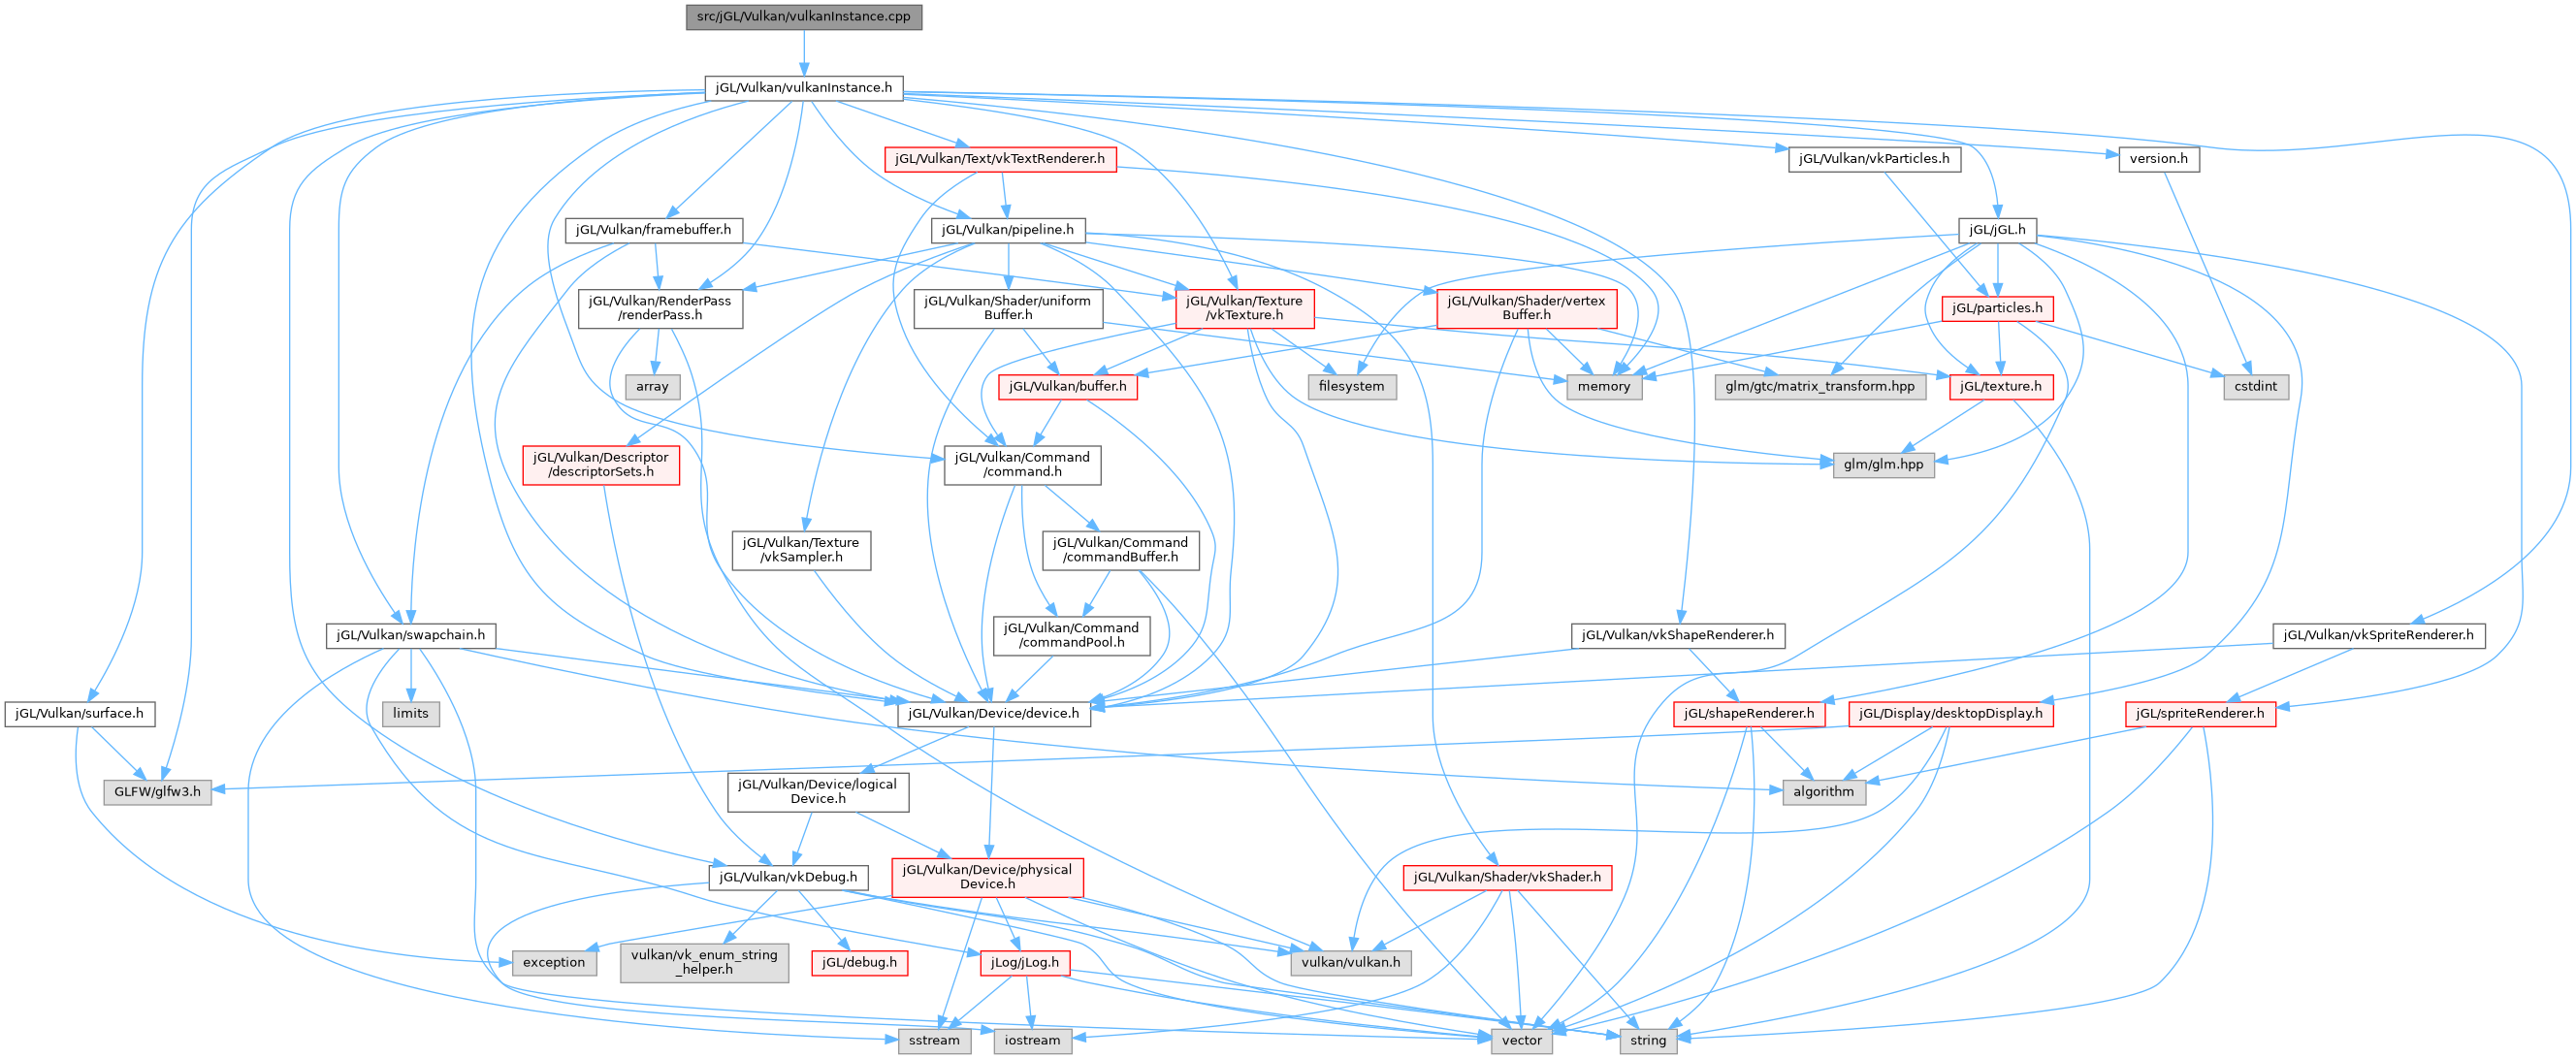 src/jGL/Vulkan/vulkanInstance.cpp
jGL/Vulkan/vulkanInstance.h
jGL/Vulkan/Text/vkTextRenderer.h
jGL/Vulkan/vkParticles.h
version.h
jGL/Vulkan/framebuffer.h
jGL/Vulkan/pipeline.h
jGL/jGL.h
jGL/Vulkan/RenderPass
/renderPass.h
jGL/Vulkan/Shader/uniform
Buffer.h
jGL/Vulkan/Texture
/vkTexture.h
jGL/Vulkan/Shader/vertex
Buffer.h
jGL/particles.h
array
jGL/Vulkan/buffer.h
filesystem
memory
glm/gtc/matrix_transform.hpp
jGL/texture.h
cstdint
jGL/Vulkan/Descriptor
/descriptorSets.h
jGL/Vulkan/Command
/command.h
glm/glm.hpp
jGL/Vulkan/Texture
/vkSampler.h
jGL/Vulkan/Command
/commandBuffer.h
jGL/Vulkan/swapchain.h
jGL/Vulkan/Command
/commandPool.h
jGL/Vulkan/vkShapeRenderer.h
jGL/Vulkan/vkSpriteRenderer.h
jGL/Vulkan/surface.h
limits
jGL/Vulkan/Device/device.h
jGL/shapeRenderer.h
jGL/Display/desktopDisplay.h
jGL/spriteRenderer.h
GLFW/glfw3.h
jGL/Vulkan/Device/logical
Device.h
algorithm
jGL/Vulkan/vkDebug.h
jGL/Vulkan/Device/physical
Device.h
jGL/Vulkan/Shader/vkShader.h
exception
vulkan/vk_enum_string
_helper.h
jGL/debug.h
jLog/jLog.h
vulkan/vulkan.h
sstream
iostream
vector
string